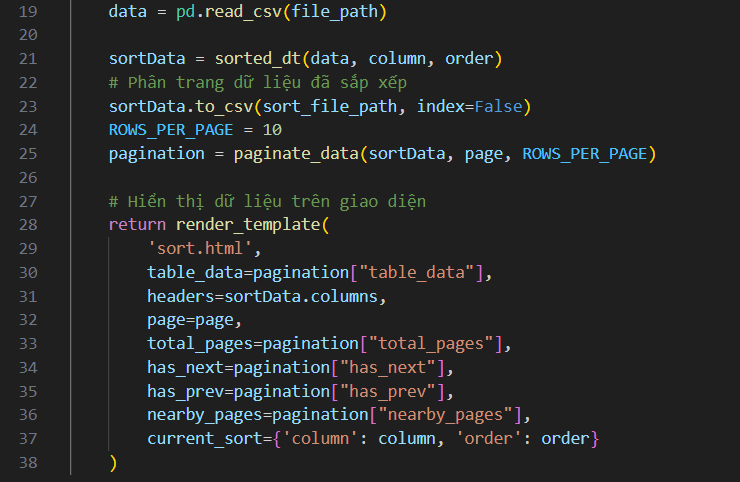 19 data = pd.read_csv(file_path)
20
21 sortData = sorted_dt(data, column, order)
22 # Phân trang dữ liệu đã sắp xếp
23 sortData.to_csv(sort_file_path, index=False)
24 ROWS_PER_PAGE = 10
25 pagination = paginate_data(sortData, page, ROWS_PER_PAGE)
26
27 # Hiển thị dữ liệu trên giao diện
28 return render_template(
29 'sort.html',
30 table_data=pagination["table_data"],
31 headers=sortData.columns,
32 page=page,
33 total_pages=pagination["total_pages"],
34 has_next=pagination["has_next"],
35 has_prev=pagination["has_prev"],
36 nearby_pages=pagination["nearby_pages"],
37 current_sort={'column': column, 'order': order}
38 )